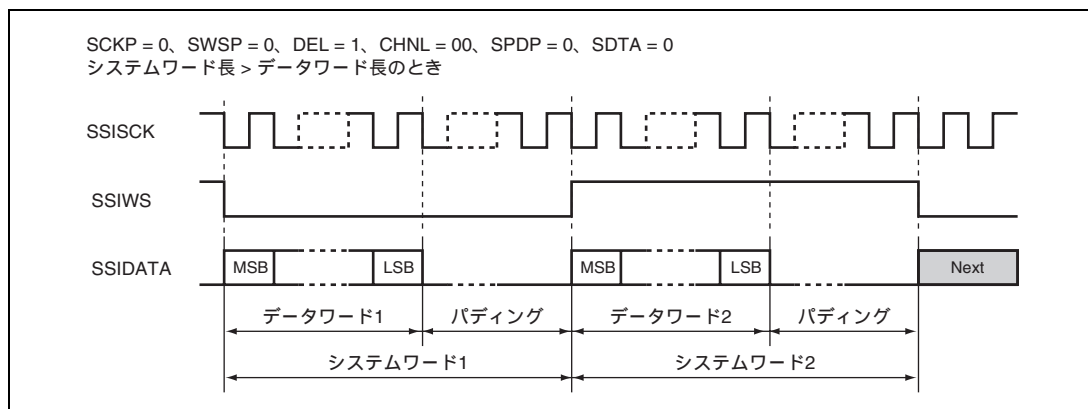 SCKP = 0、SWSP = 0、DEL = 1、CHNL = 00、SPDP = 0、SDTA = 0
システムワード長 > データワード長のとき
SSISCK
SSIWS
SSIDATA
MSB
LSB
MSB
LSB
Next
データワード1
パディング
データワード2
パディング
システムワード1
システムワード2